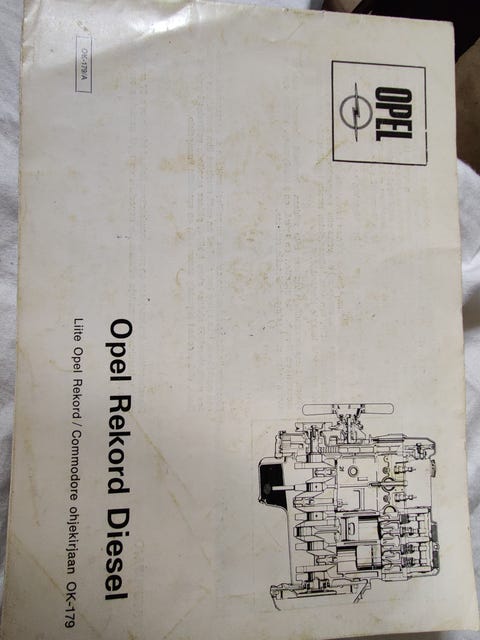 OPEL
Opel Rekord Diesel
Liite Opel Rekord / Commodore ohjekirjaan OK-179
OK-179/A